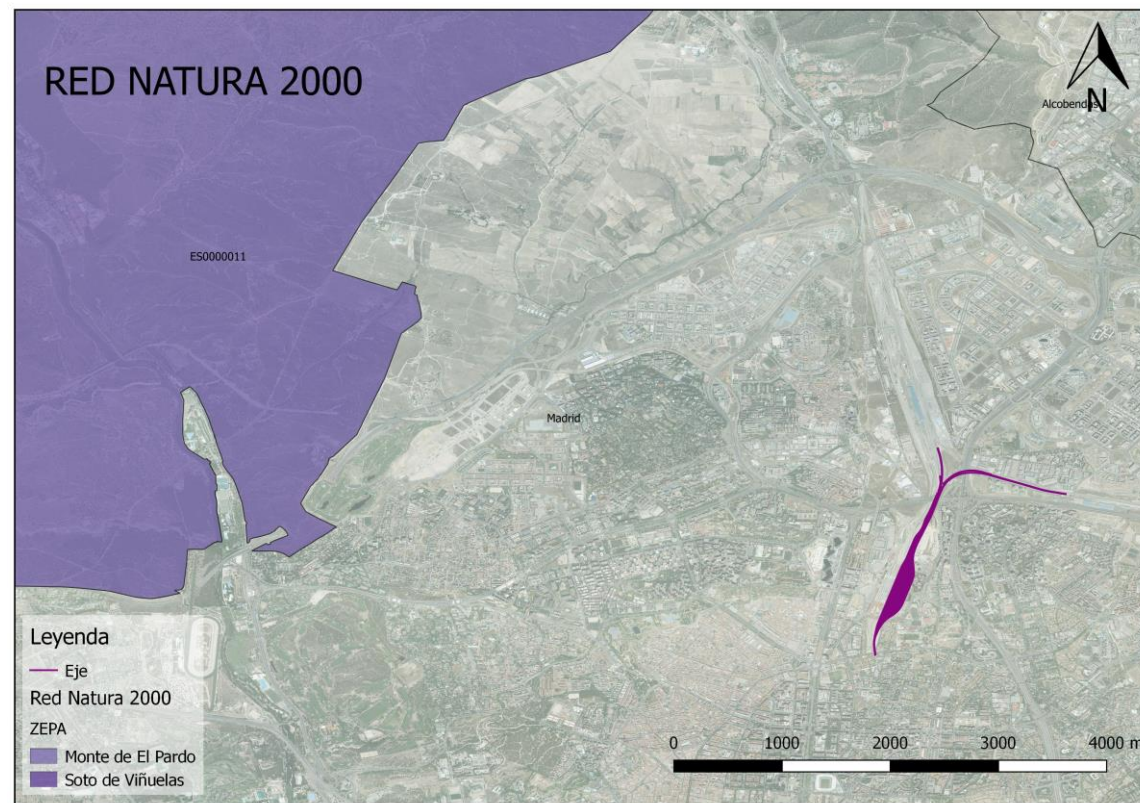 RED NATURA 2000
N
Alcobendas
ES0000011
Madrid
Leyenda
Eje
Red Natura 2000
ZEPA
Monte de El Pardo
Soto de Viñuelas
0 1000 2000 3000 4000 m